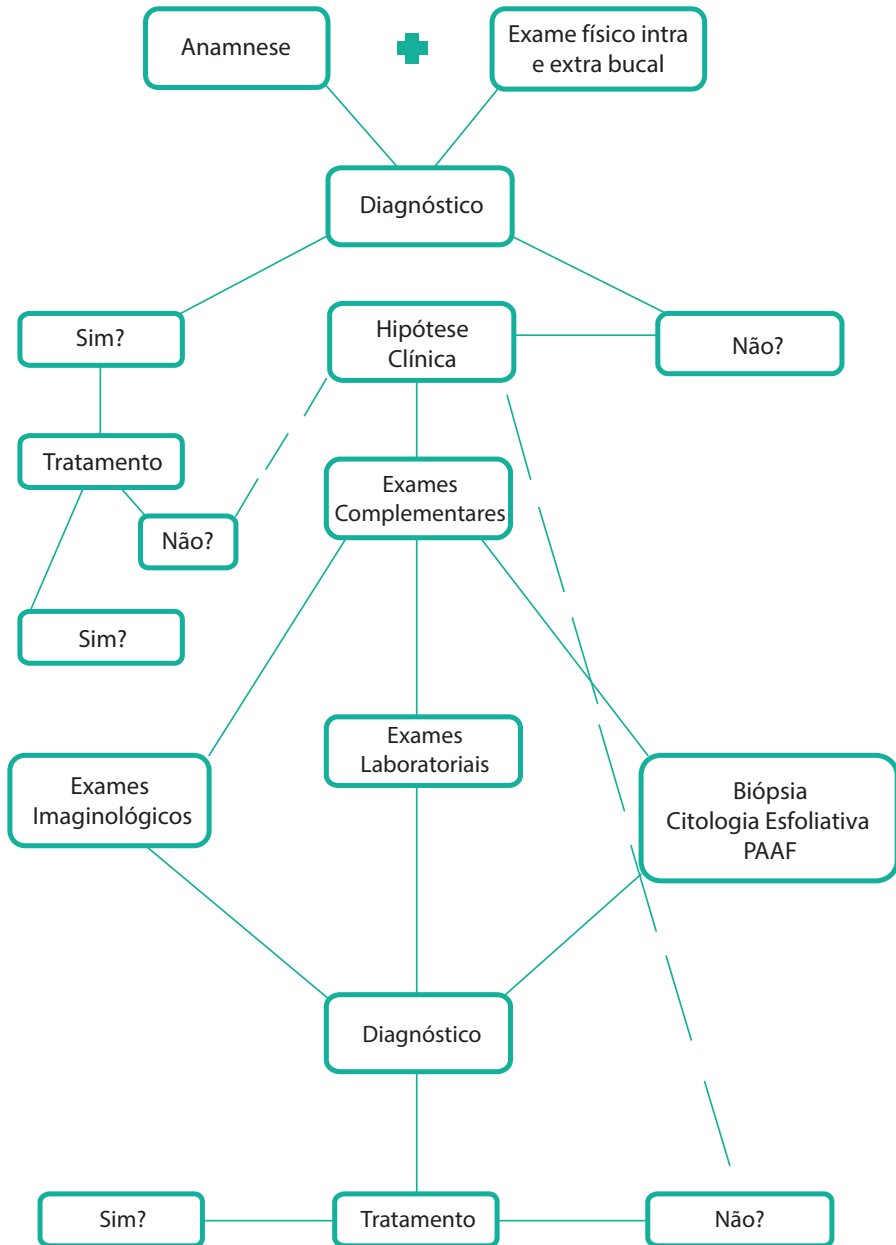 Anamnese
Exame físico intra
e extra bucal
Diagnóstico
Sim?
Hipótese
Clínica
Não?
Tratamento
Exames
Complementares
Não?
Sim?
Exames
Laboratoriais
Exames
Imaginológicos
Biópsia
Citologia Esfoliativa
PAAF
Diagnóstico
Sim?
Tratamento
Não?